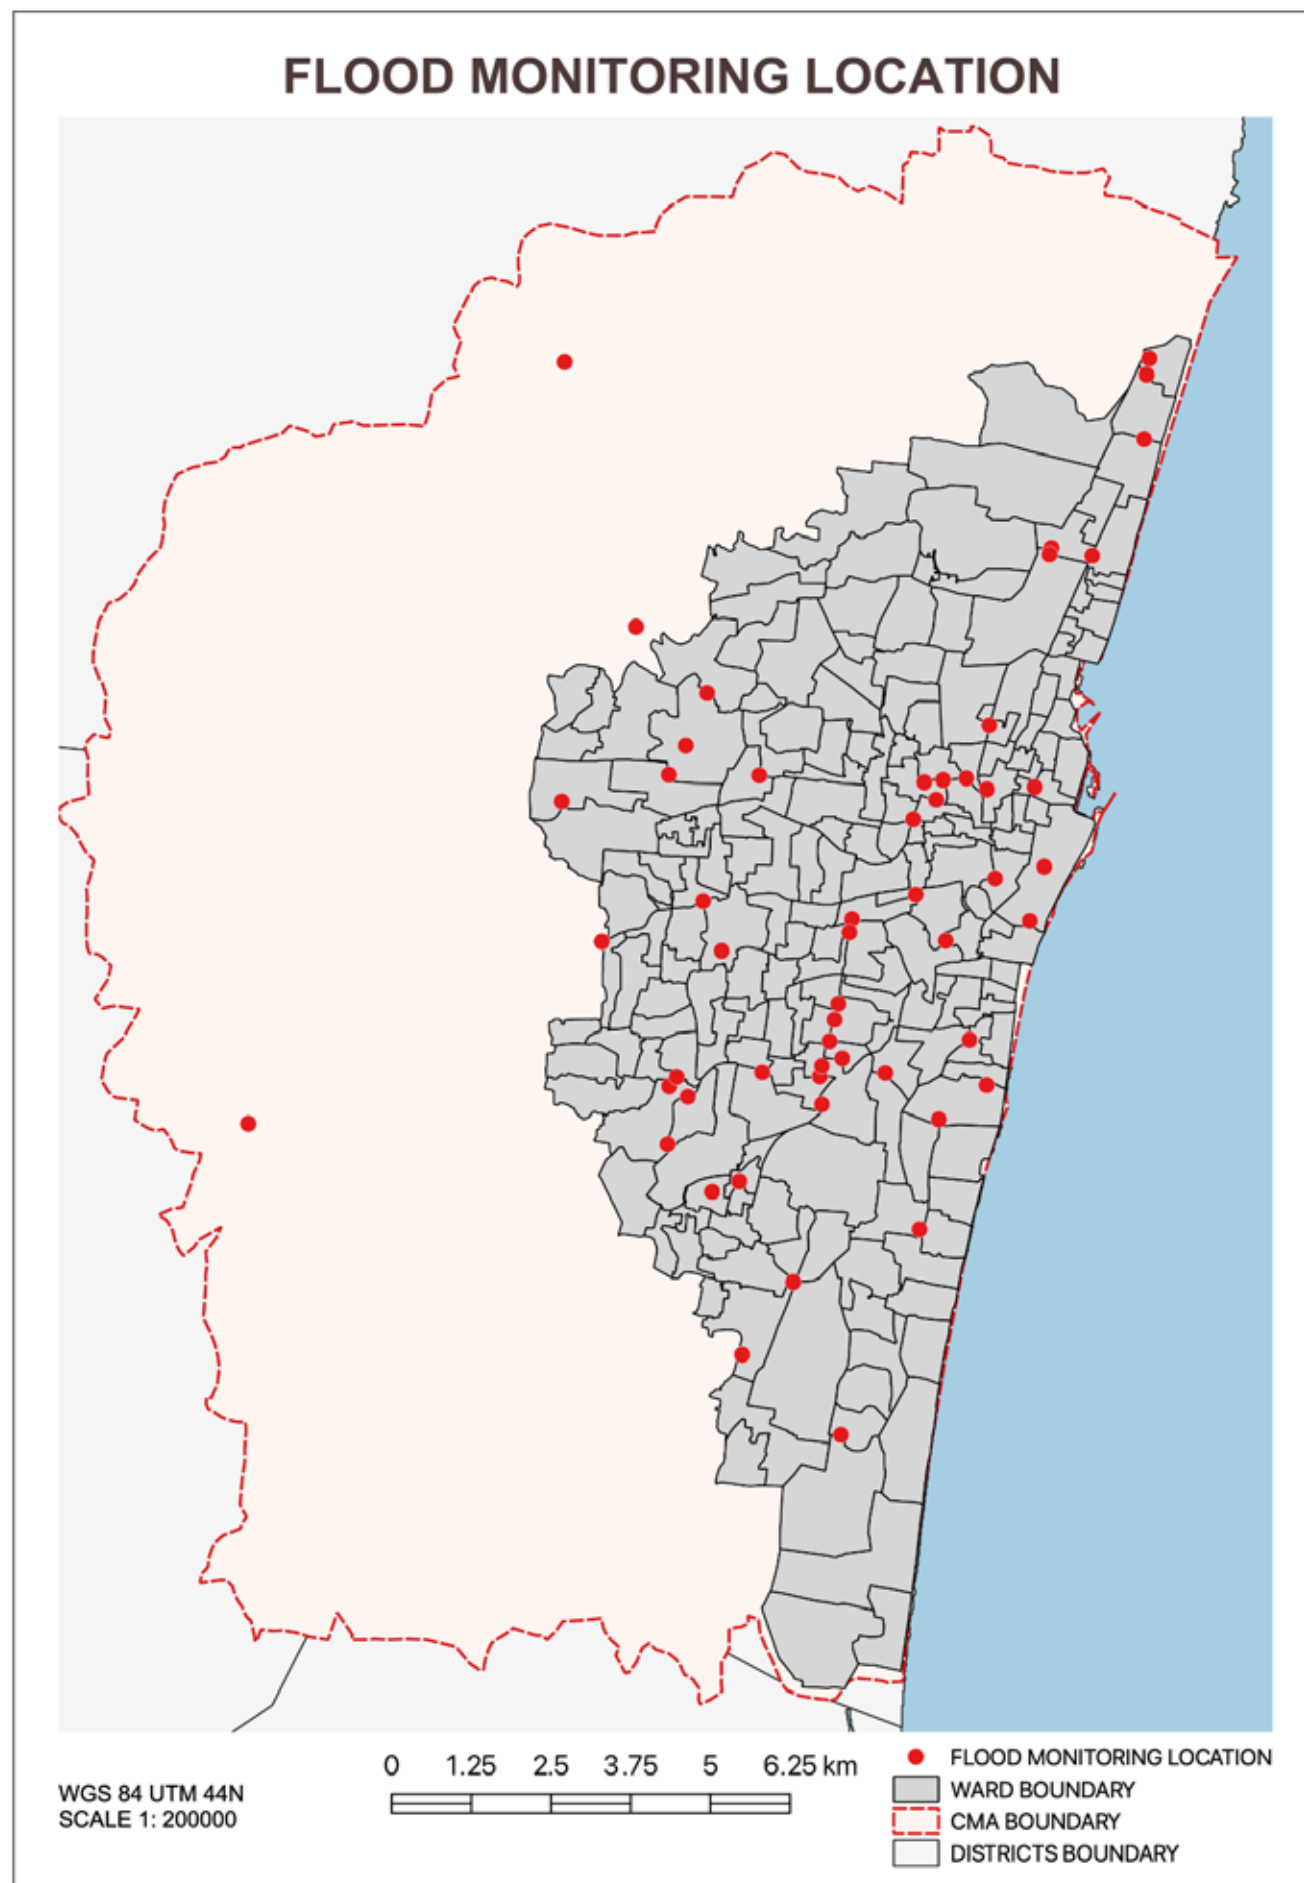 FLOOD MONITORING LOCATION
0 1.25 2.5 3.75 5 6.25 km
WGS 84 UTM 44N
SCALE 1: 200000
FLOOD MONITORING LOCATION
WARD BOUNDARY
CMA BOUNDARY
DISTRICTS BOUNDARY